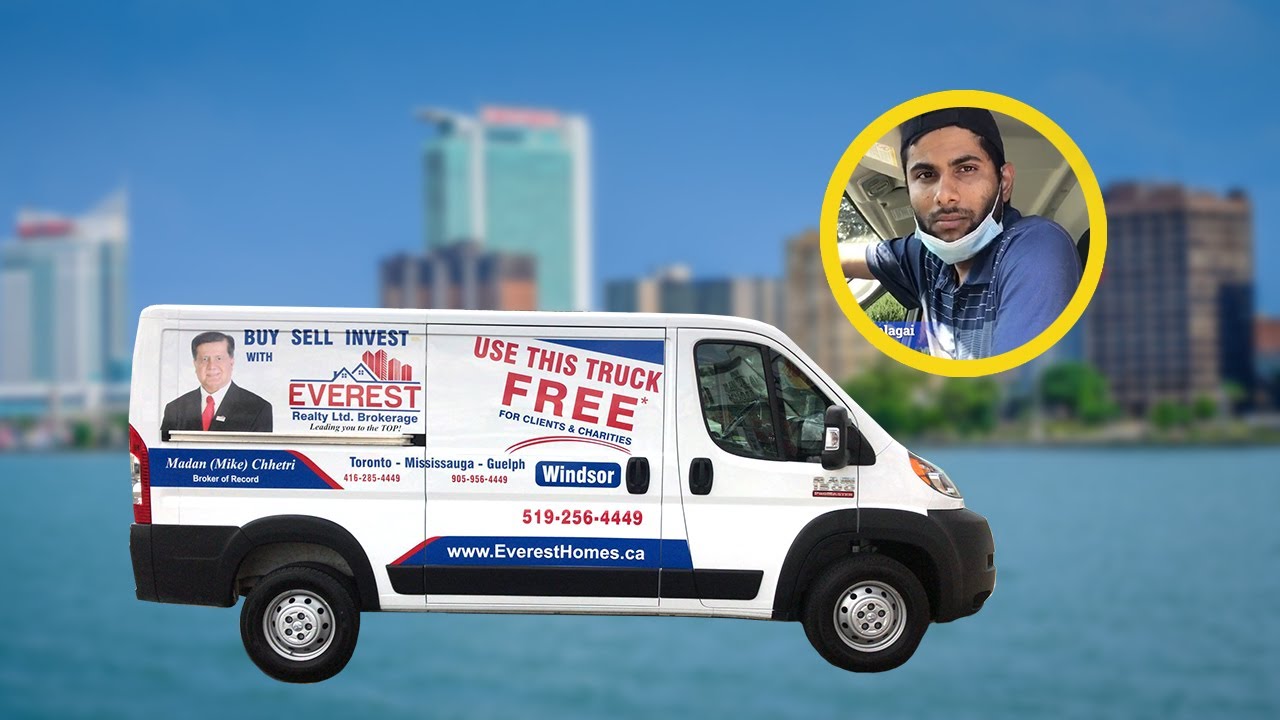 BUY SELL INVEST
WITH
EVEREST
Realty Ltd. Brokerage
Leading you to the TOP!
Madan (Mike) Chhetri
Broker of Record
Toronto - Mississauga - Guelph
416-285-4449
905-956-4449
Windsor
519-256-4449
www.EverestHomes.ca
USE THIS TRUCK
FREE*
FOR CLIENTS & CHARITIES
PROMASTER